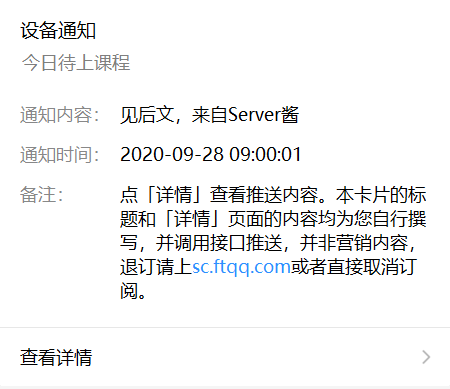 设备通知
今日待上课程
通知内容： 见后文，来自Server酱
通知时间： 2020-09-28 09:00:01
备注： 点「详情」查看推送内容。本卡片的标
题和「详情」页面的内容均为您自行撰
写，并调用接口推送，并非营销内容，
退订请上sc.ftqq.com或者直接取消订
阅。
查看详情